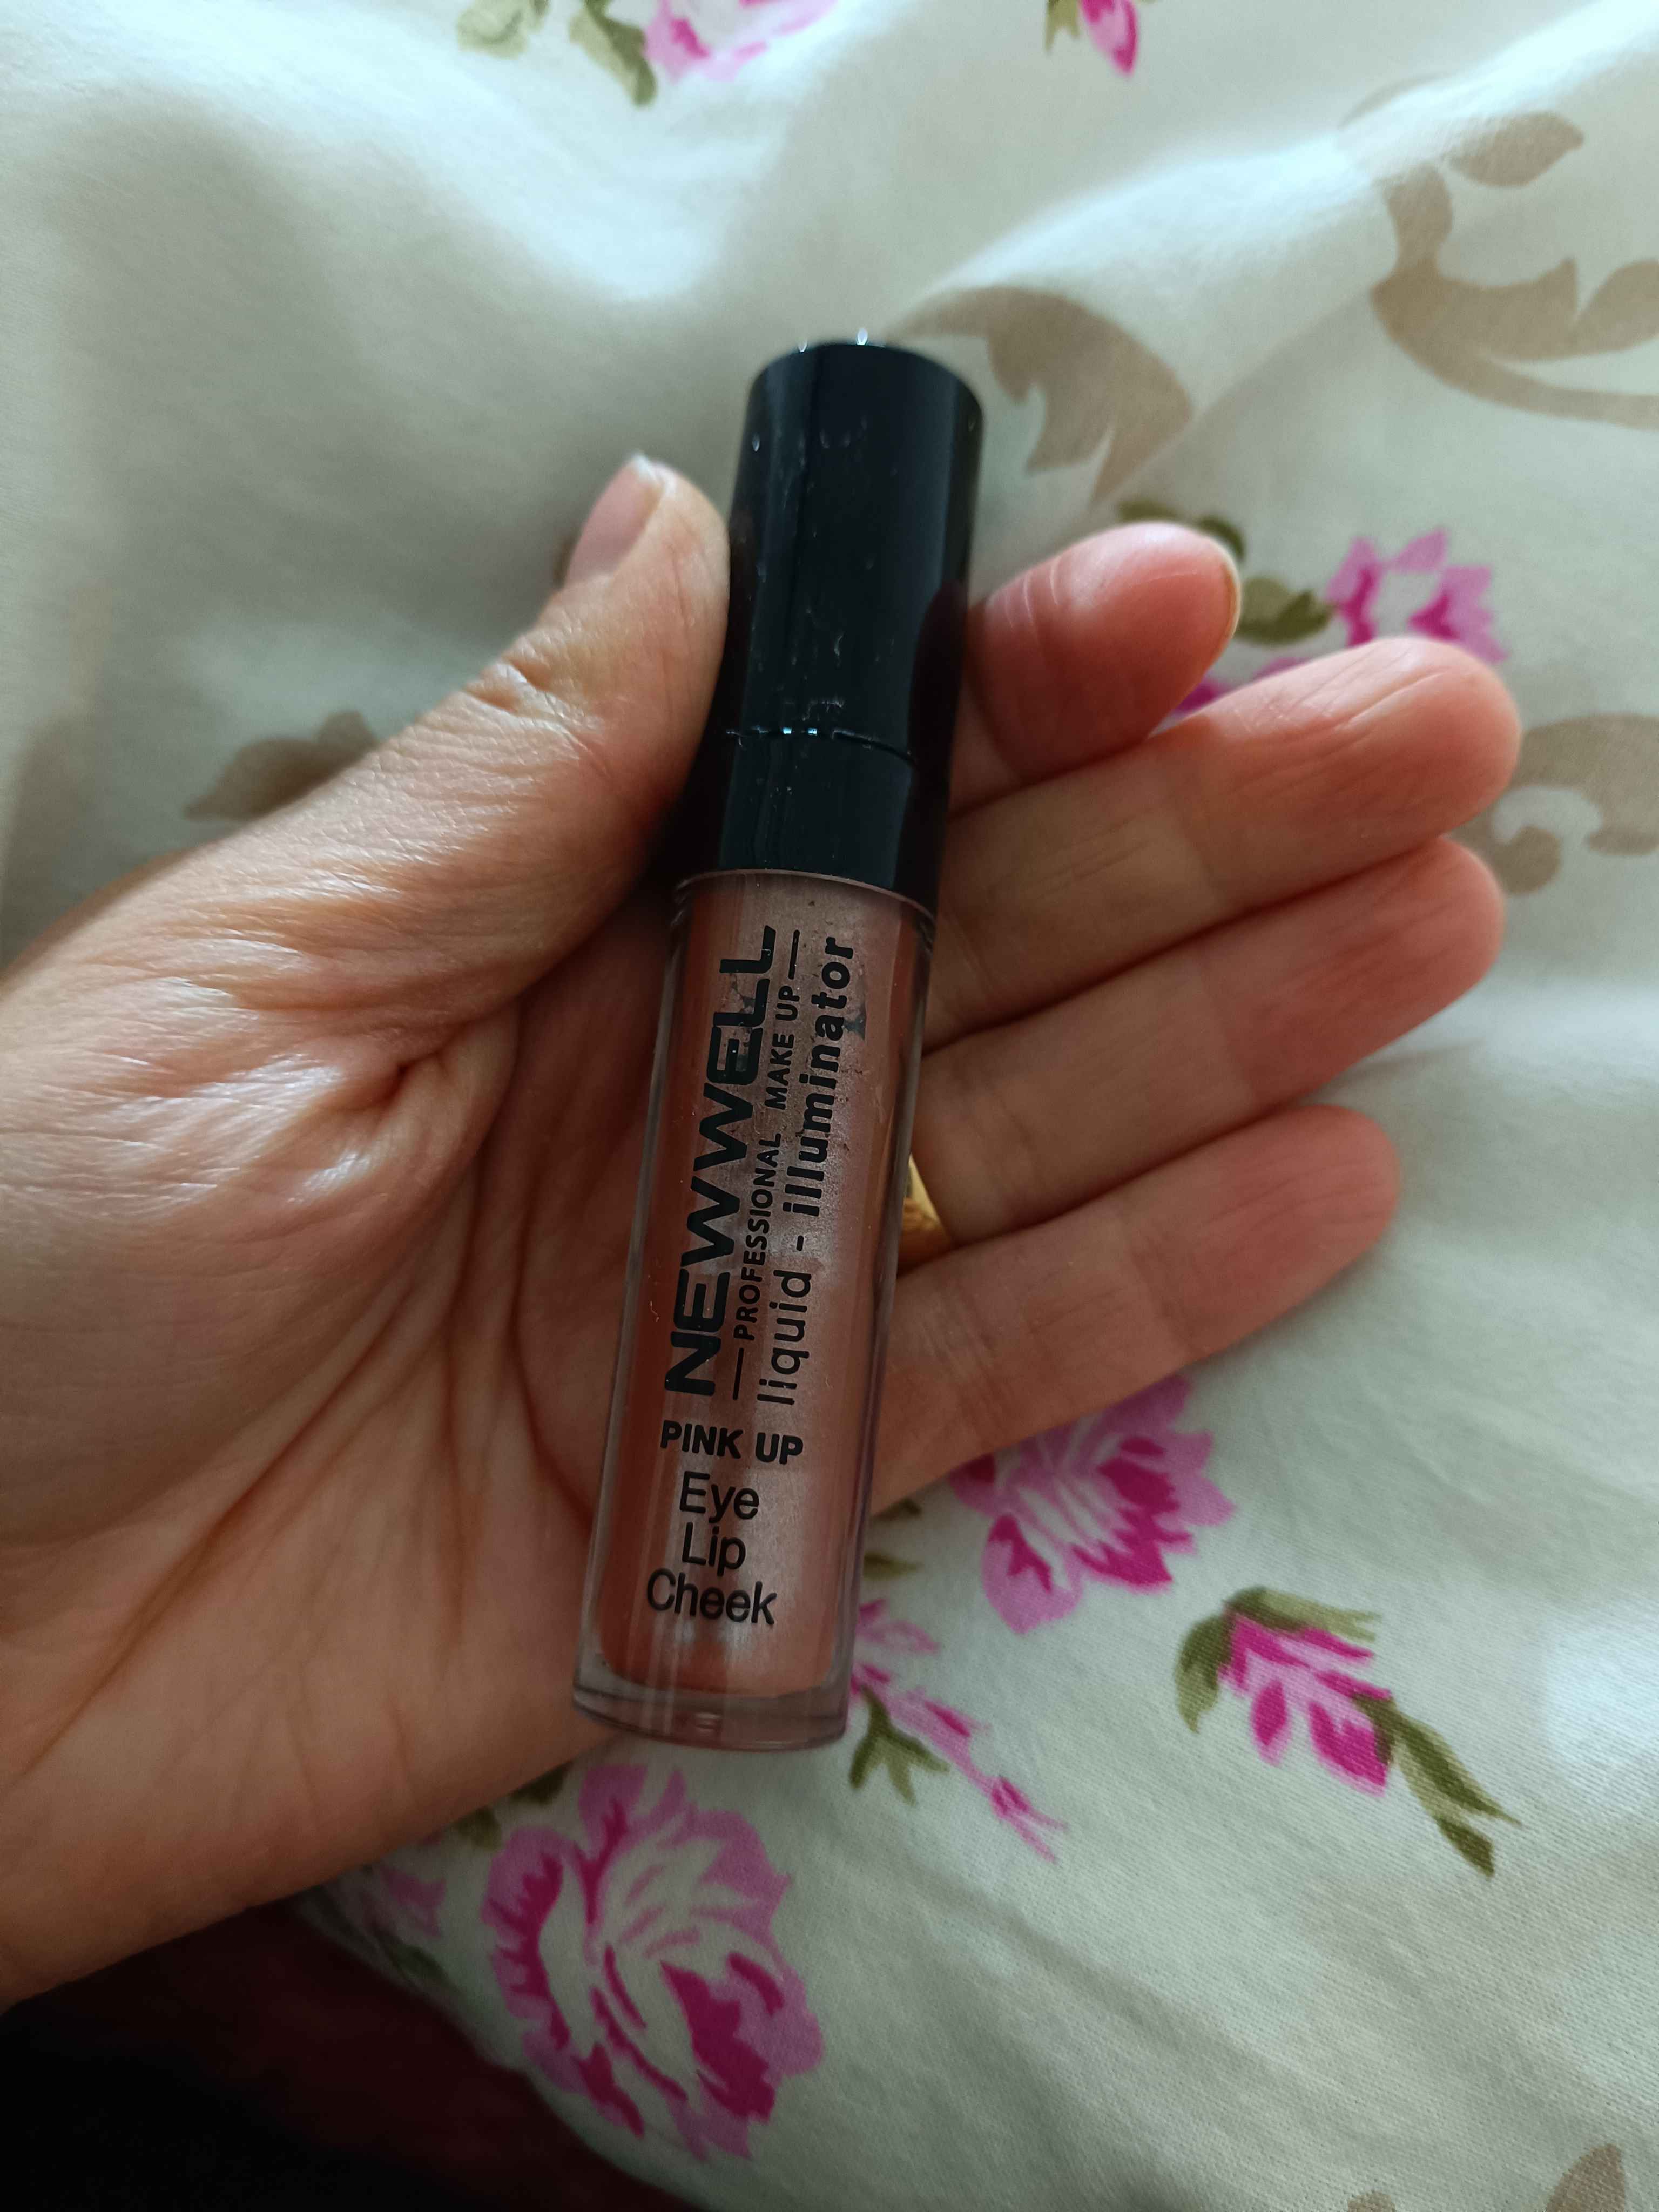 NEWWELL
PROFESSIONAL MAKE UP
liquid - illuminator
PINK UP
Eye
Lip
Cheek